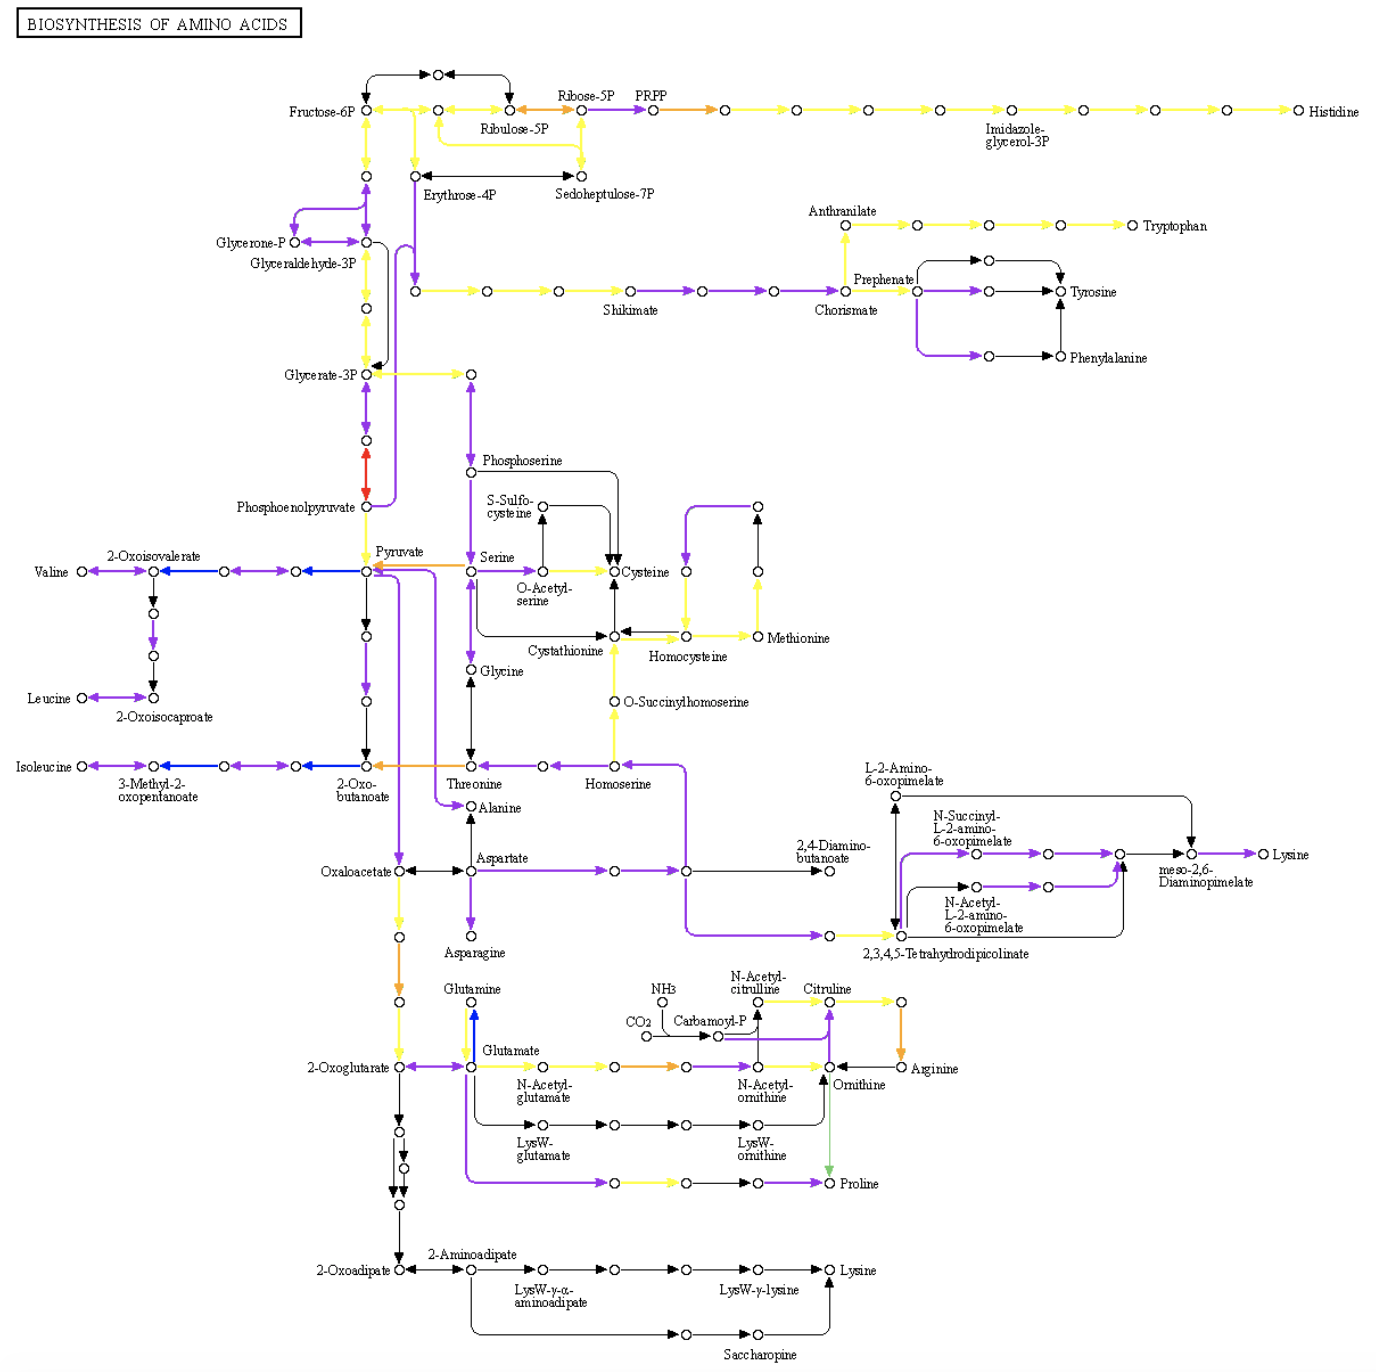 BIOSYNTHESIS OF AMINO ACIDS
Fructose-6P
Ribulose-5P
Ribose-5P
PRPP
Imidazole-
glycerol-3P
Histidine
Erythrose-4P
Sedoheptulose-7P
Glycerone-P
Glyceraldehyde-3P
Anthranilate
Tryptophan
Shikimate
Chorismate
Prephenate
Tyrosine
Phenylalanine
Glycerate-3P
Phosphoserine
Phosphoenolpyruvate
S-Sulfo-
cysteine
2-Oxoisovalerate
Valine
Pyruvate
Serine
O-Acetyl-
serine
Cysteine
Cystathionine
Homocysteine
Methionine
Glycine
Leucine
2-Oxoisocaproate
O-Succinylhomoserine
Isoleucine
3-Methyl-2-
oxopentanoate
2-Oxo-
butanoate
Threonine
Homoserine
Alanine
L-2-Amino-
6-oxopimelate
N-Succinyl-
L-2-amino-
6-oxopimelate
2,4-Diamino-
butanoate
Oxaloacetate
Aspartate
Lysine
meso-2,6-
Diaminopimelate
N-Acetyl-
L-2-amino-
6-oxopimelate
Asparagine
2,3,4,5-Tetrahydrodipicolinate
Glutamine
NH3
N-Acetyl-
citrulline
Citruline
CO2
Carbamoyl-P
2-Oxoglutarate
Glutamate
N-Acetyl-
glutamate
N-Acetyl-
ornithine
Ornithine
Arginine
LysW-
glutamate
LysW-
ornithine
Proline
2-Oxoadipate
2-Aminoadipate
LysW-γ-α-
aminoadipate
LysW-γ-lysine
Lysine
Saccharopine